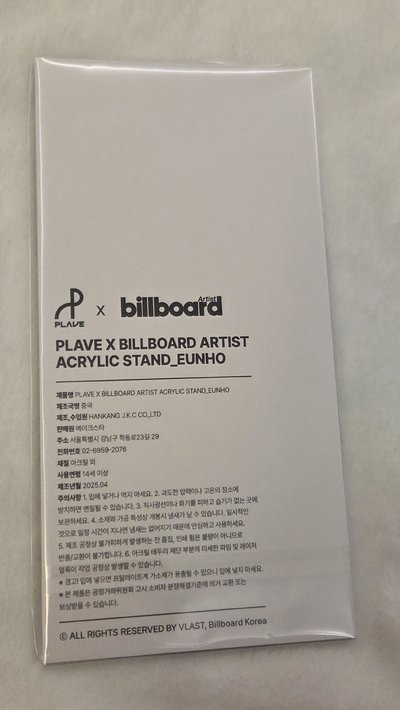 PLAVE
x
billboard
Artist
PLAVE X BILLBOARD ARTIST
ACRYLIC STAND_EUNHO
제품명 PLAVE X BILLBOARD ARTIST ACRYLIC STAND_EUNHO
제조국명 중국
제조,수입원 HANKANG J.K.C CO.,LTD
판매원 메이크스타
주소 서울특별시 강남구 학동로23길 29
전화번호 02-6959-2076
재질 아크릴 외
사용연령 14세 이상
제조년월 2025.04
주의사항 1. 입에 넣거나 먹지 마세요. 2. 과도한 압력이나 고온의 장소에
방치하면 변질될 수 있습니다. 3. 직사광선이나 화기를 피하고 습기가 없는 곳에
보관하세요. 4. 소재와 가공 특성상 개봉시 냄새가 날 수 있습니다. 일시적인
것으로 일정 시간이 지나면 냄새는 없어지기 때문에 안심하고 사용하세요.
5. 제조 공정상 불가피하게 발생하는 잔 흠집, 인쇄 튐은 불량이 아니므로
반품/교환이 불가합니다. 6. 아크릴 테두리 재단 부분의 미세한 파임 및 레이저
얼룩이 작업 공정상 발생할 수 있습니다.
※ 경고! 입에 넣으면 프탈레이트계 가소제가 용출될 수 있으니 입에 넣지 마세요.
※ 본 제품은 공정거래위원회 고시 소비자 분쟁해결기준에 의거 교환 또는
보상받을 수 있습니다.
© ALL RIGHTS RESERVED BY VLAST, Billboard Korea